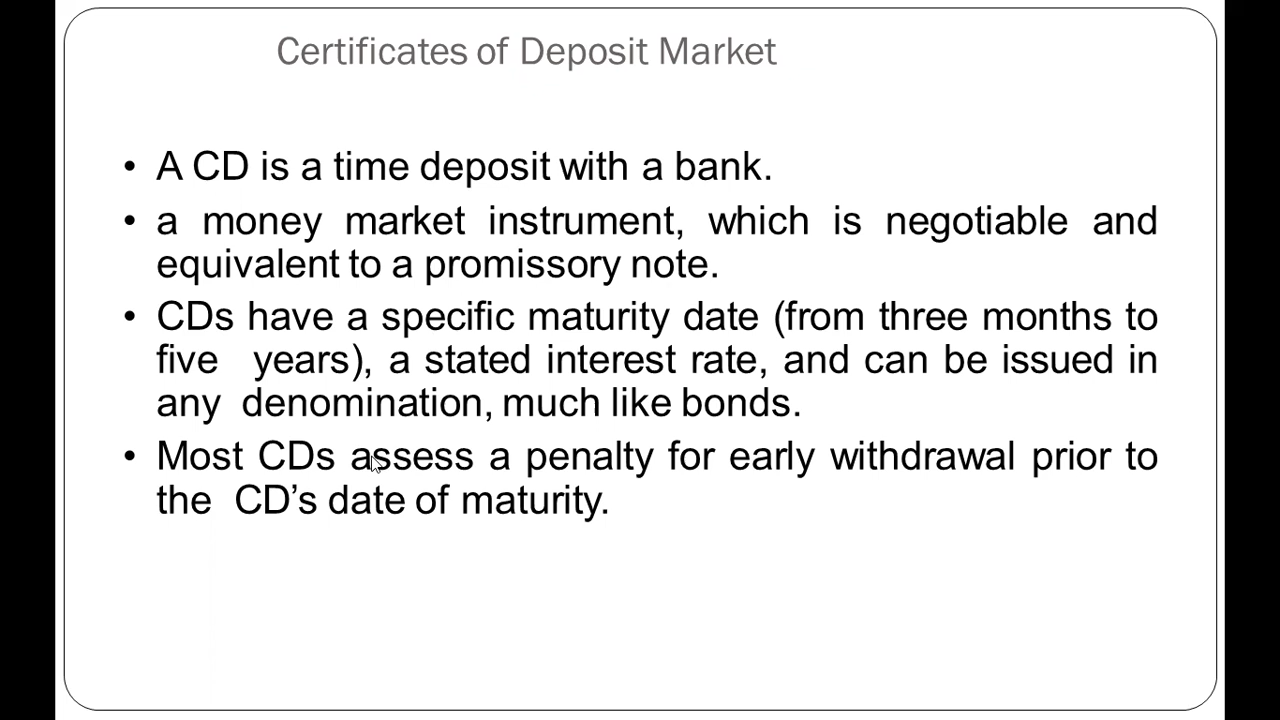 Certificates of Deposit Market
• A CD is a time deposit with a bank.
• a money market instrument, which is negotiable and
equivalent to a promissory note.
• CDs have a specific maturity date (from three months to
five years), a stated interest rate, and can be issued in
any denomination, much like bonds.
• Most CDs assess a penalty for early withdrawal prior to
the CD’s date of maturity.